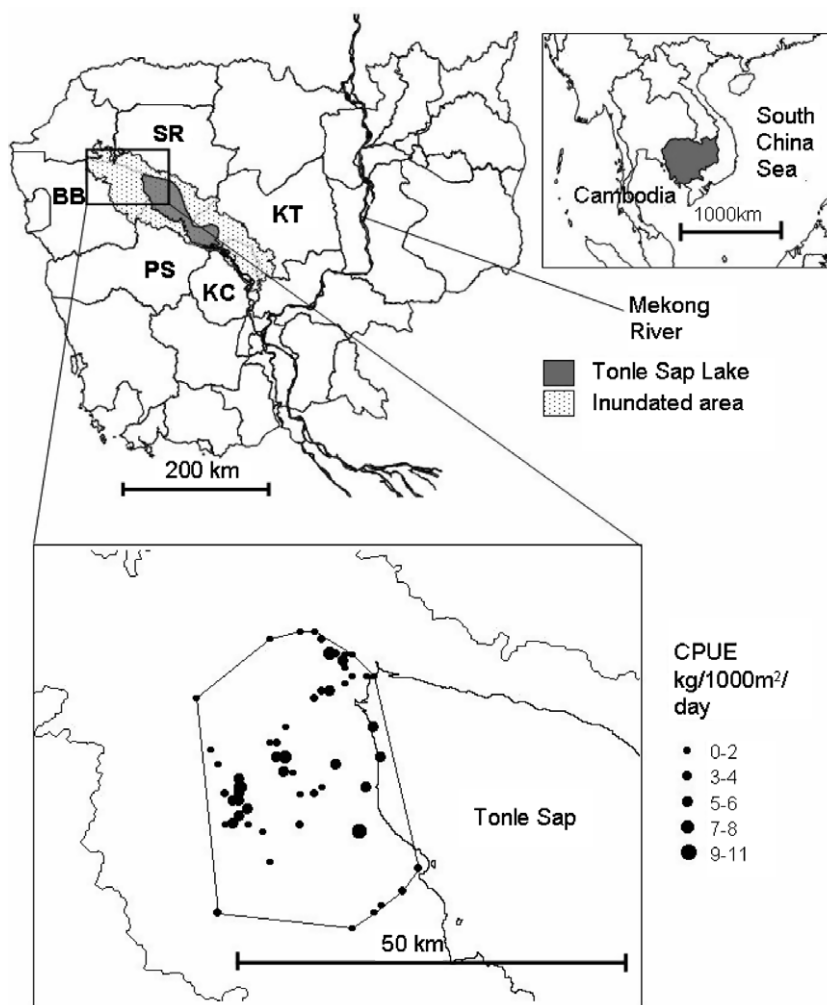 SR
BB
KT
PS
KC
200 km
South
China
Sea
Cambodia
1000km
Mekong
River
Tonle Sap Lake
Inundated area
Tonle Sap
50 km
CPUE
kg/1000m²/
day
0-2
3-4
5-6
7-8
9-11